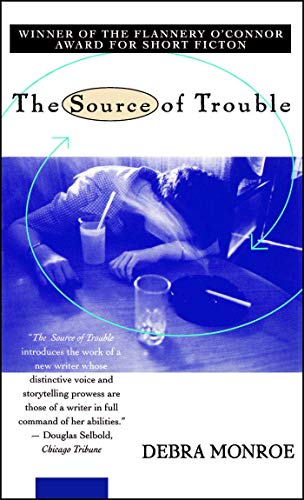 WINNER OF THE FLANNERY O'CONNOR
AWARD FOR SHORT FICTON
The Source of Trouble
"The Source of Trouble
introduces the work of a
new writer whose
distinctive voice and
storytelling prowess are
those of a writer in full
command of her abilities."
— Douglas Selbold,
Chicago Tribune
DEBRA MONROE